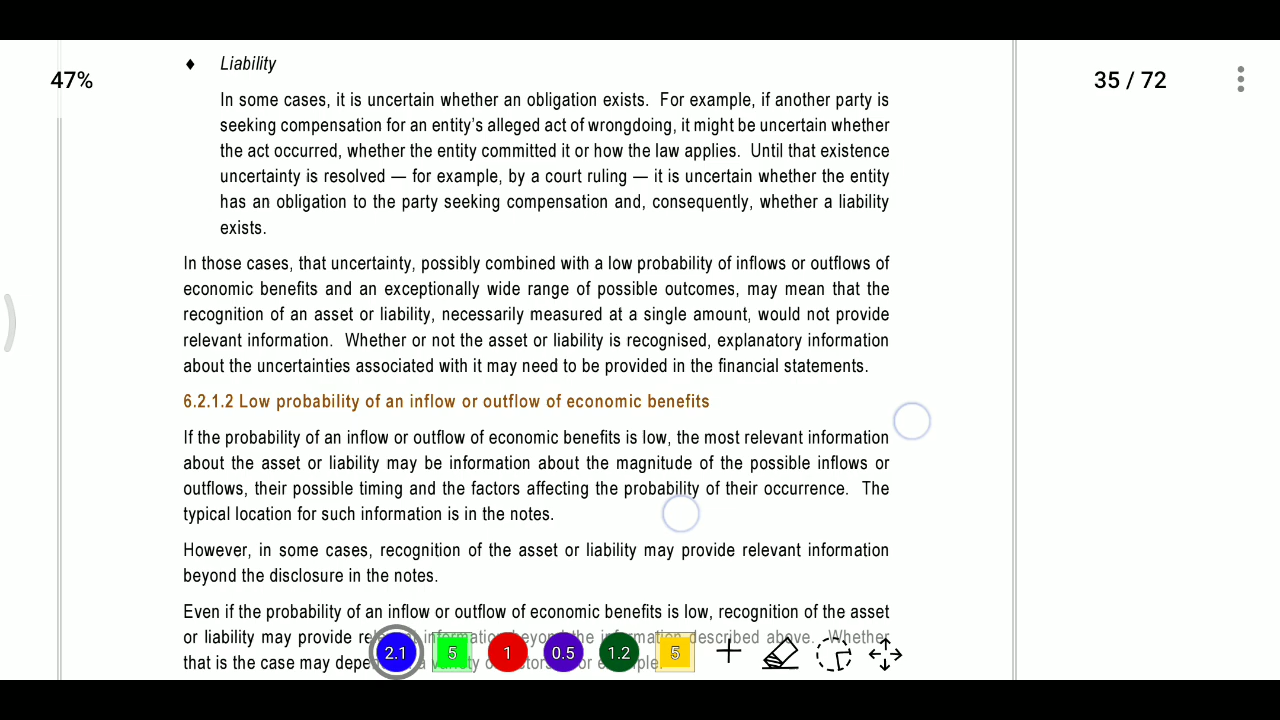 ♦ Liability
47%
35 / 72
In some cases, it is uncertain whether an obligation exists. For example, if another party is
seeking compensation for an entity's alleged act of wrongdoing, it might be uncertain whether
the act occurred, whether the entity committed it or how the law applies. Until that existence
uncertainty is resolved — for example, by a court ruling — it is uncertain whether the entity
has an obligation to the party seeking compensation and, consequently, whether a liability
exists.
In those cases, that uncertainty, possibly combined with a low probability of inflows or outflows of
economic benefits and an exceptionally wide range of possible outcomes, may mean that the
recognition of an asset or liability, necessarily measured at a single amount, would not provide
relevant information. Whether or not the asset or liability is recognised, explanatory information
about the uncertainties associated with it may need to be provided in the financial statements.
6.2.1.2 Low probability of an inflow or outflow of economic benefits
If the probability of an inflow or outflow of economic benefits is low, the most relevant information
about the asset or liability may be information about the magnitude of the possible inflows or
outflows, their possible timing and the factors affecting the probability of their occurrence. The
typical location for such information is in the notes.
However, in some cases, recognition of the asset or liability may provide relevant information
beyond the disclosure in the notes.
Even if the probability of an inflow or outflow of economic benefits is low, recognition of the asset
or liability may provide information beyond the information described above. Whether
that is the case may
2.1 5 1 0.5 1.2 5